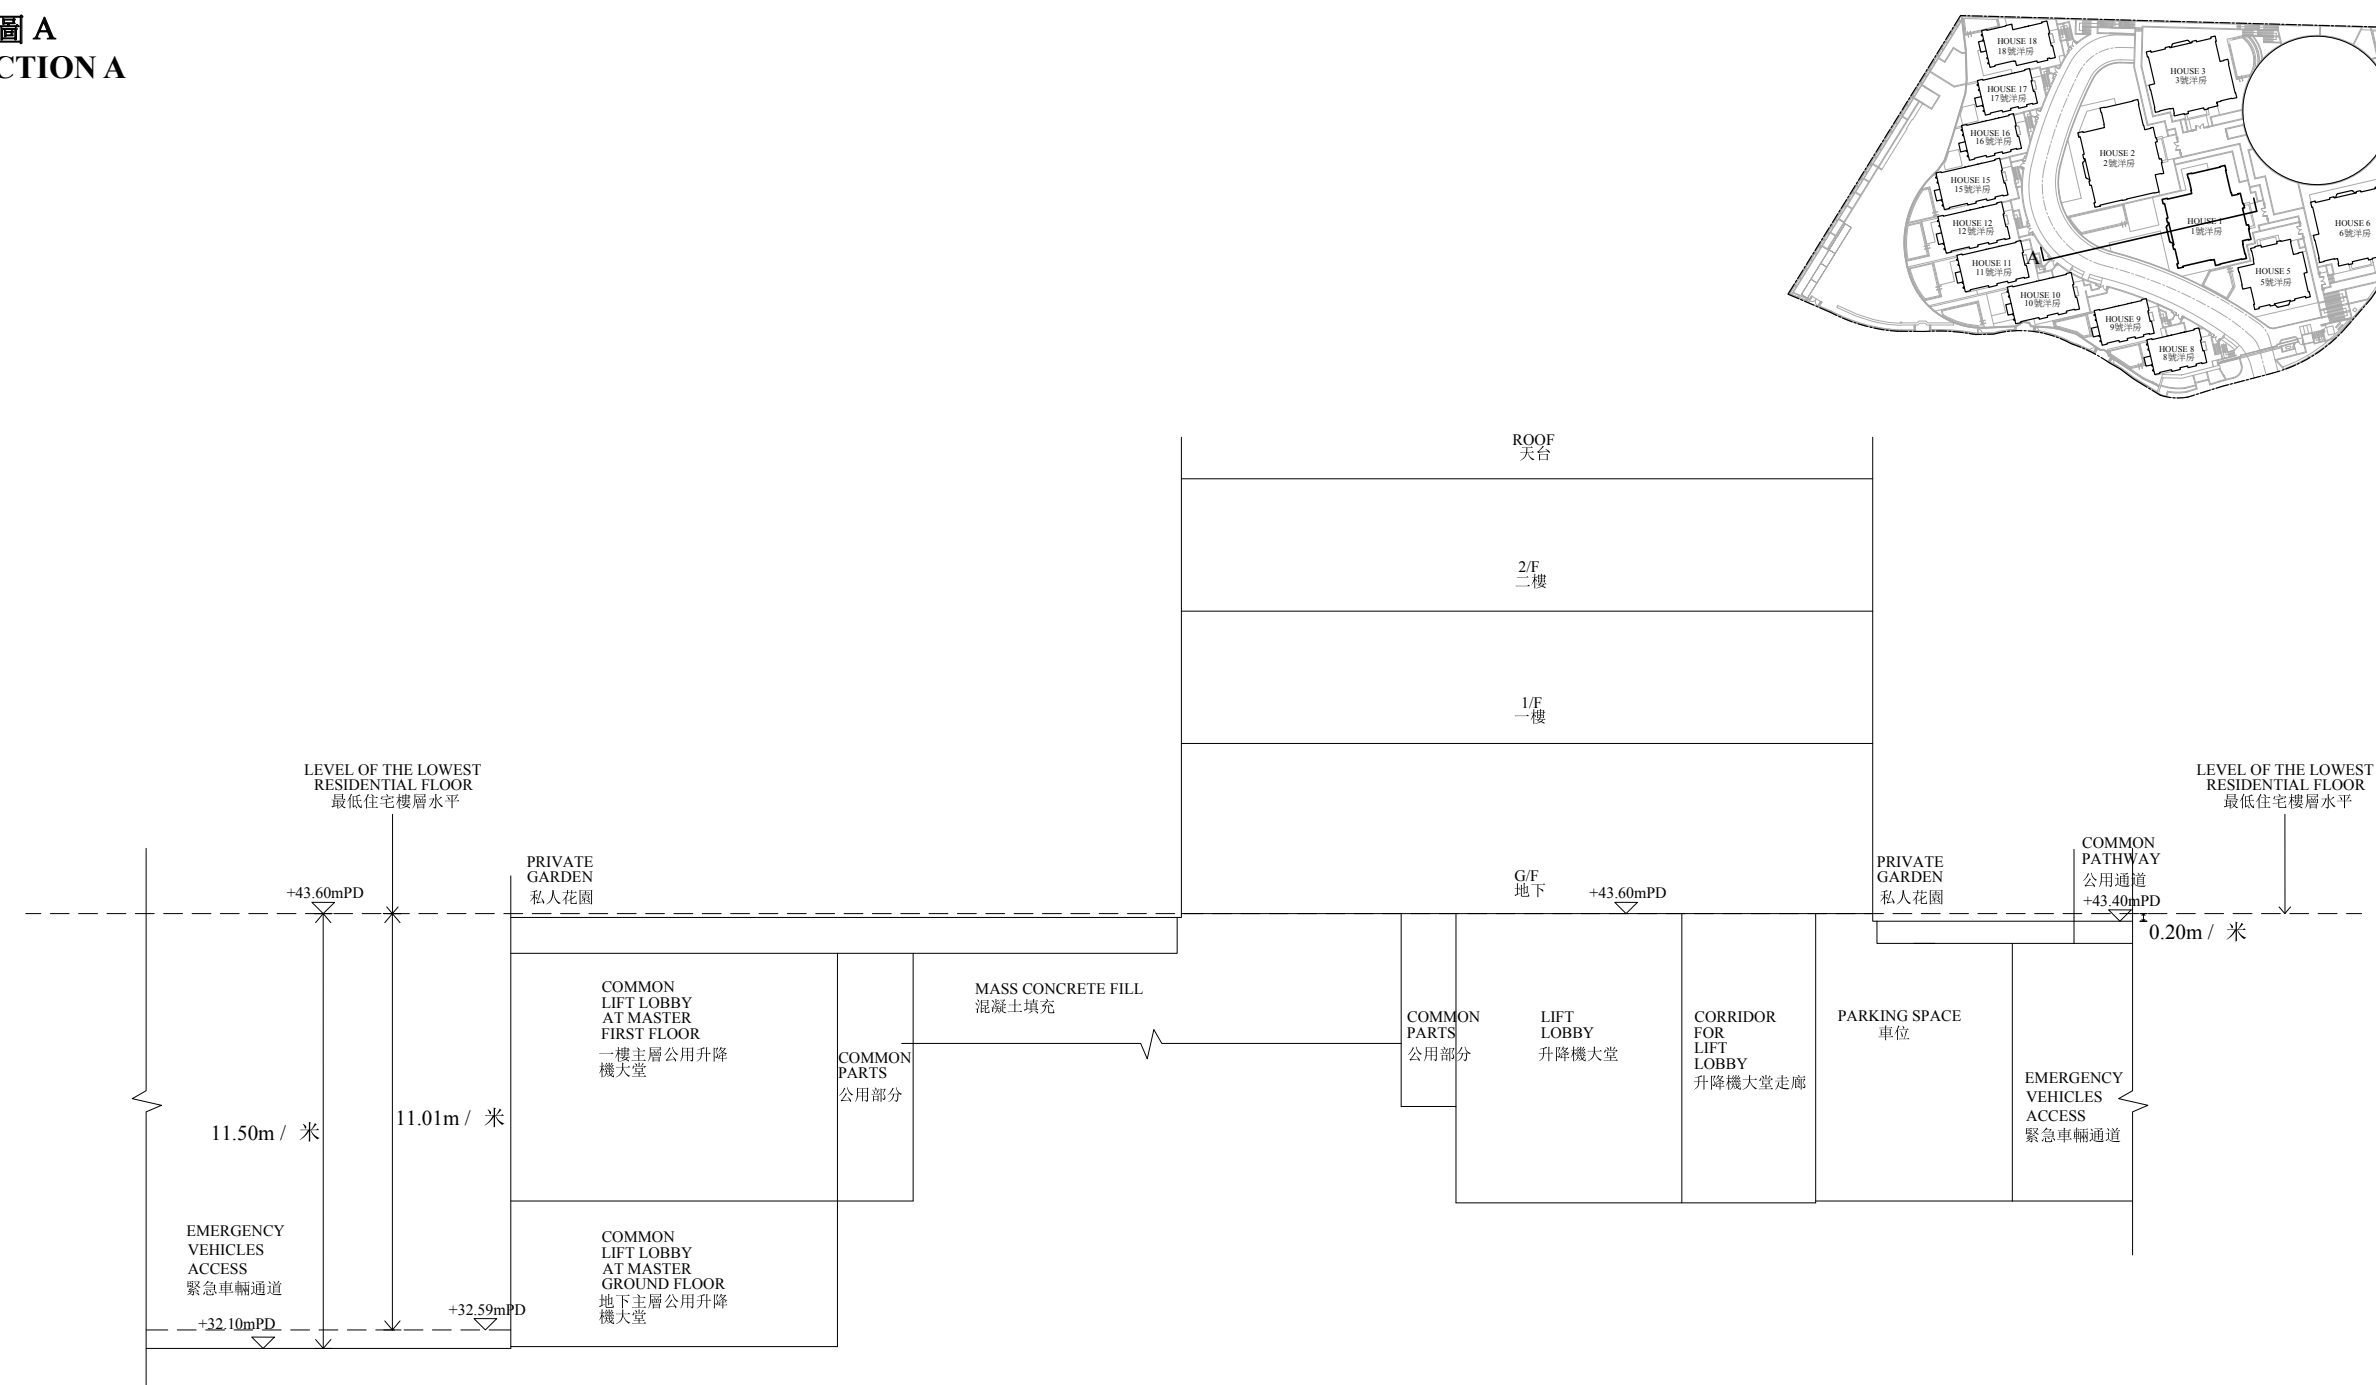 圖 A
CTION A
HOUSE 18
18號洋房
HOUSE 17
17號洋房
HOUSE 16
16號洋房
HOUSE 15
15號洋房
HOUSE 12
12號洋房
HOUSE 11
11號洋房
A
HOUSE 10
10號洋房
HOUSE 9
9號洋房
HOUSE 8
8號洋房
HOUSE 3
3號洋房
HOUSE 2
2號洋房
HOUSE 1
1號洋房
HOUSE 6
6號洋房
HOUSE 5
5號洋房
ROOF
天台
2/F
二樓
1/F
一樓
LEVEL OF THE LOWEST
RESIDENTIAL FLOOR
最低住宅樓層水平
LEVEL OF THE LOWEST
RESIDENTIAL FLOOR
最低住宅樓層水平
+43.60mPD
PRIVATE
GARDEN
私人花園
G/F
地下
+43.60mPD
PRIVATE
GARDEN
私人花園
COMMON
PATHWAY
公用通道
+43.40mPD
0.20m / 米
COMMON
LIFT LOBBY
AT MASTER
FIRST FLOOR
一樓主層公用升降
機大堂
COMMON
PARTS
公用部分
MASS CONCRETE FILL
混凝土填充
COMMON
PARTS
公用部分
LIFT
LOBBY
升降機大堂
CORRIDOR
FOR
LIFT
LOBBY
升降機大堂走廊
PARKING SPACE
車位
EMERGENCY
VEHICLES
ACCESS
緊急車輛通道
11.50m / 米
11.01m / 米
EMERGENCY
VEHICLES
ACCESS
緊急車輛通道
+32.10mPD
+32.59mPD
COMMON
LIFT LOBBY
AT MASTER
GROUND FLOOR
地下主層公用升降
機大堂